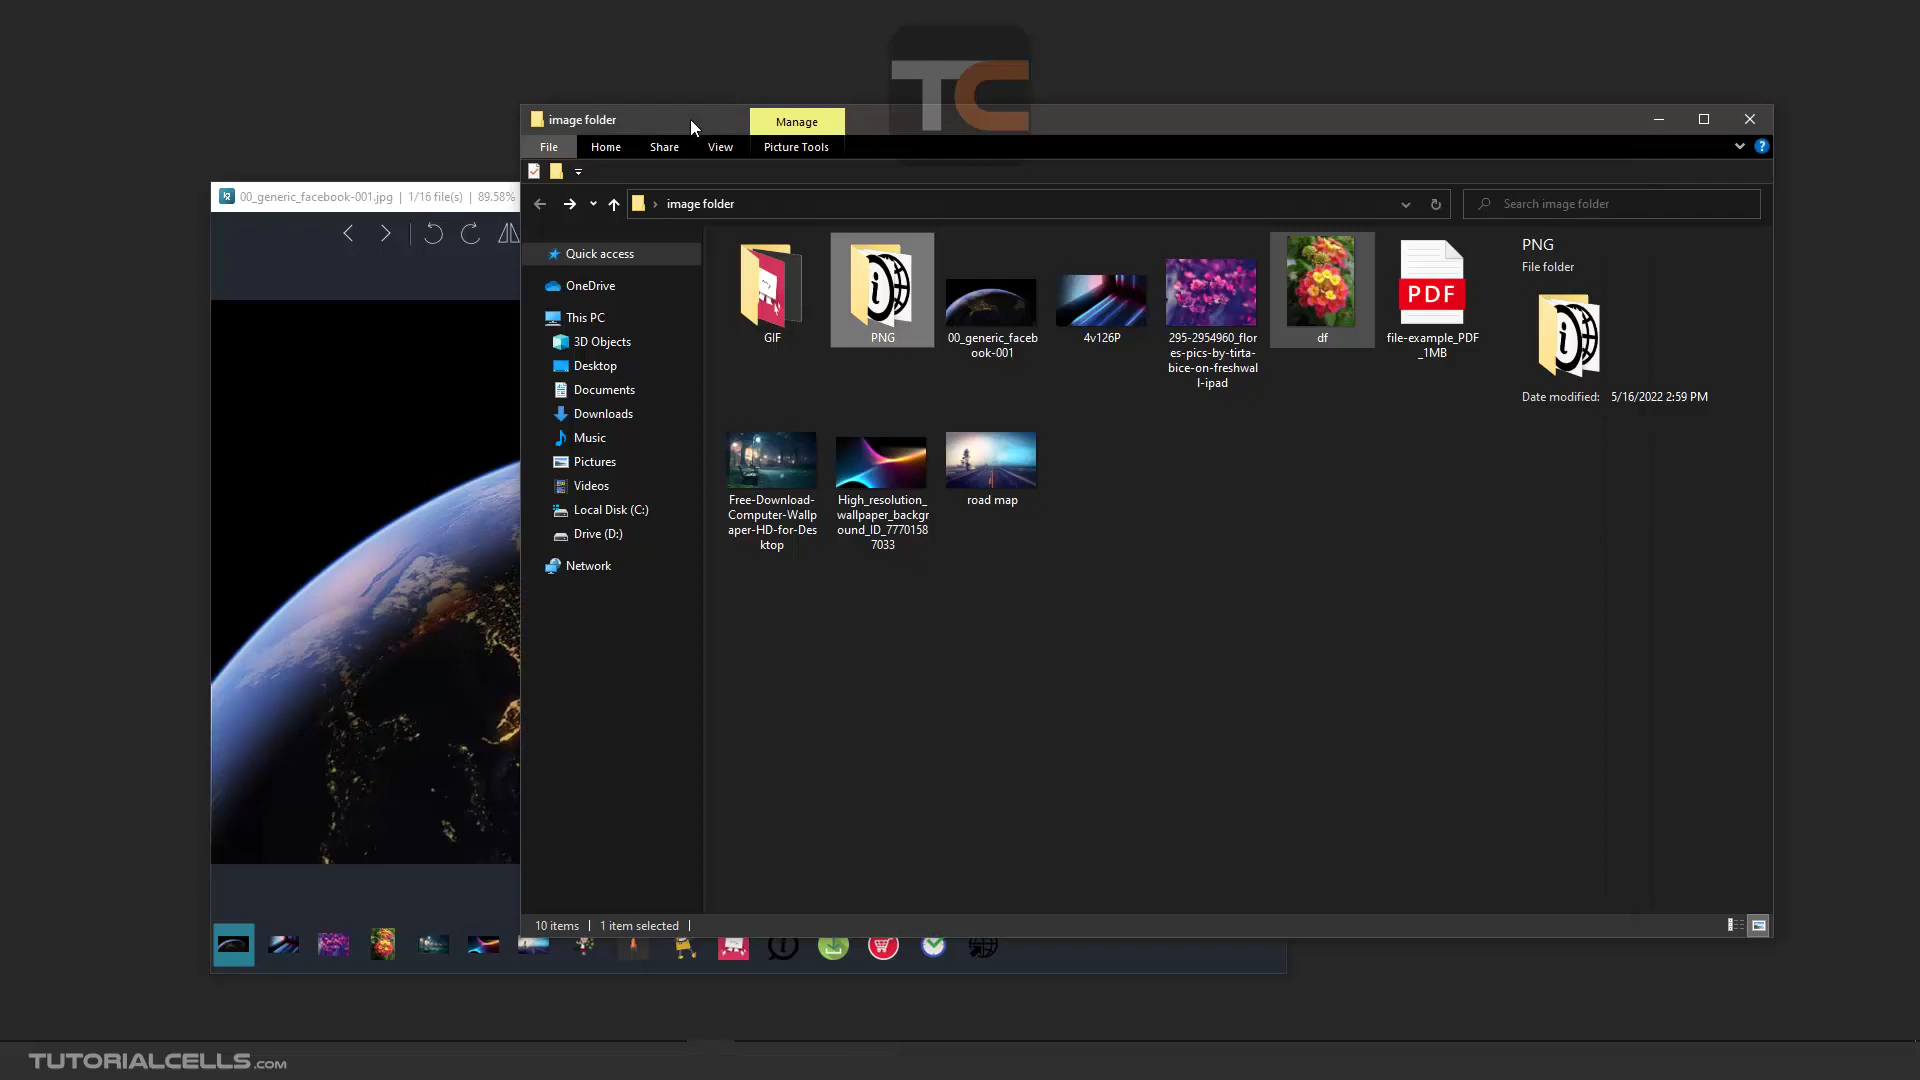 TC
image folder
Manage
File
Home
Share
View
Picture Tools
?
00_generic_facebook-001.jpg | 1/16 file(s) | 89.58%
image folder
Search image folder
Quick access
OneDrive
This PC
3D Objects
Desktop
Documents
Downloads
Music
Pictures
Videos
Local Disk (C:)
Drive (D:)
Network
GIF
PNG
00_generic_faceb
ook-001
4v126P
295-2954960_flor
es-pics-by-tirta-
bice-on-freshwal
l-ipad
df
PDF
file-example_PDF
_1MB
Free-Download-
Computer-Wallp
aper-HD-for-Des
ktop
High_resolution_
wallpaper_backgr
ound_ID_7770158
7033
road map
PNG
File folder
Date modified: 5/16/2022 2:59 PM
10 items
1 item selected
TUTORIALCELLS.COM